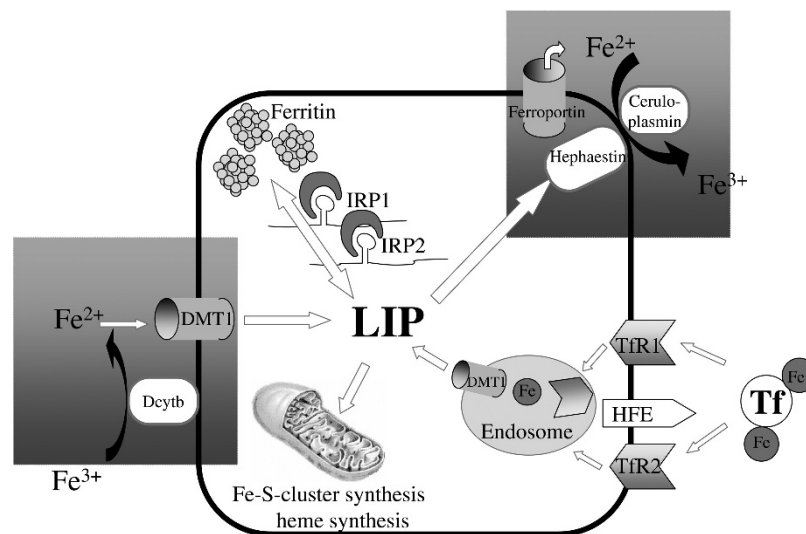 Fe2+
Ferroportin
Cerulo-
plasmin
Hephaestin
Fe3+
Ferritin
IRP1
IRP2
Fe2+
DMT1
LIP
Dcytb
Fe3+
TfR1
DMT1
Fe
Endosome
HFE
Fe
Tf
Fe
TfR2
Fe-S-cluster synthesis
heme synthesis